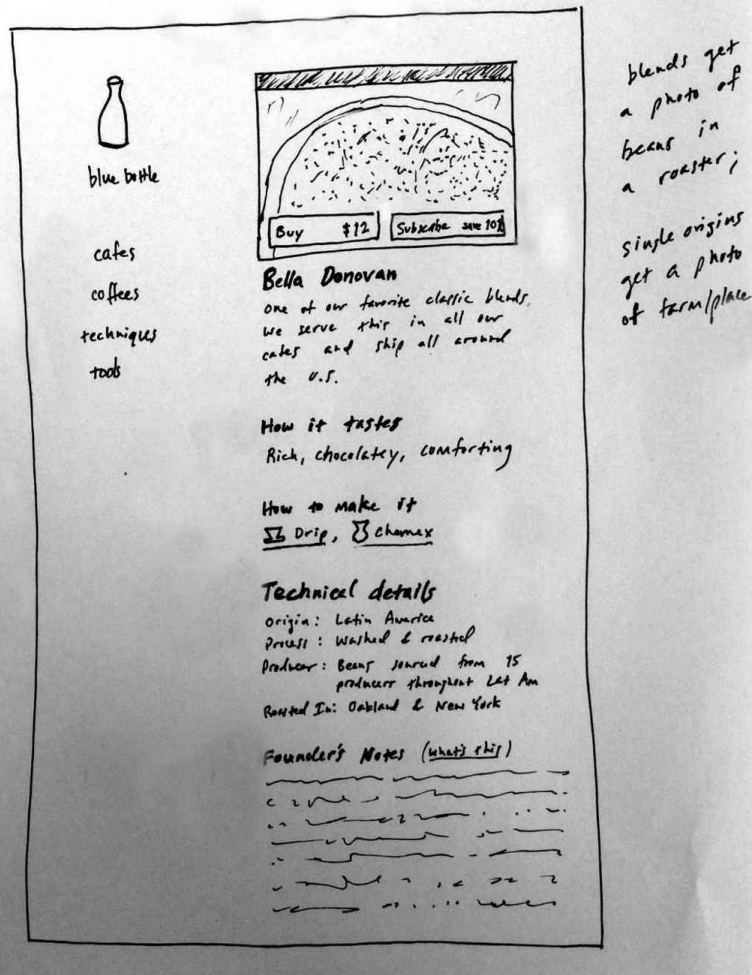 blue bottle
cafes
coffees
techniques
tools
Buy $12
Subscribe save 10%
Bella Donovan
One of our favorite classic blends.
We serve this in all our
cafes and ship all around
the U.S.
How it tastes
Rich, chocolatey, comforting
How to make it
Drip, Chemex
Technical details
Origin: Latin America
Process: Washed & roasted
Producer: Beans sourced from 15
producers throughout Lat Am
Roasted In: Oakland & New York
Founder's Notes (what's this)
blends get
a photo of
beans in
a roaster;
single origins
get a photo
of farm/place